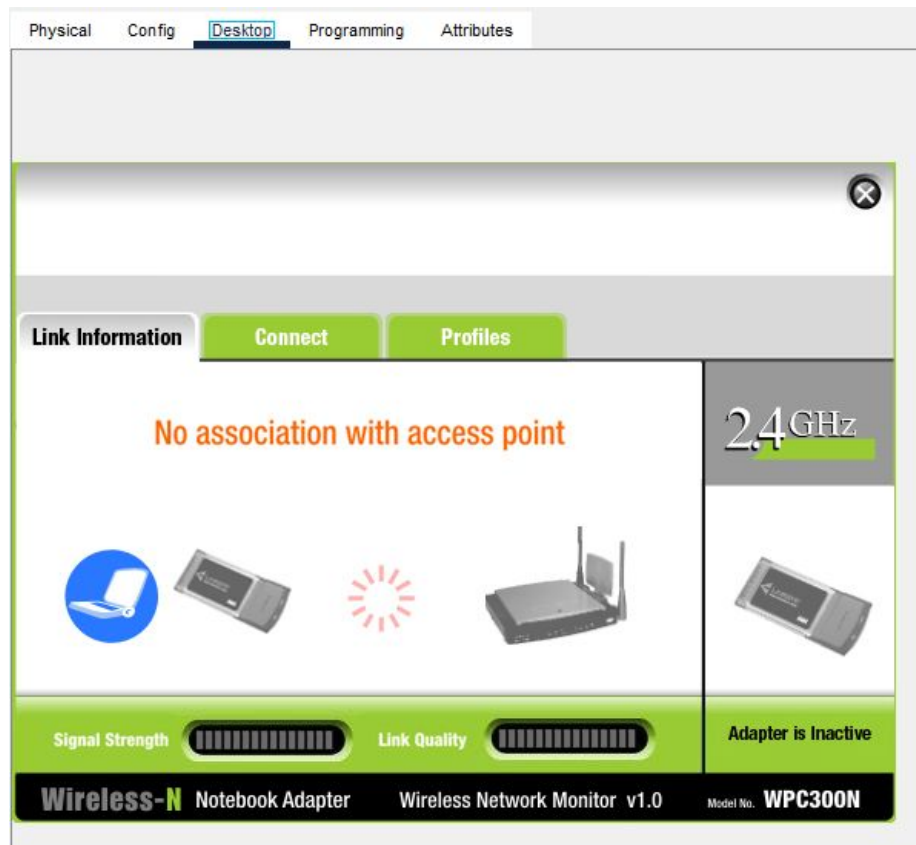 Physical Config Desktop Programming Attributes
Link Information Connect Profiles
No association with access point
2.4GHz
Signal Strength Link Quality Adapter is Inactive
Wireless-N Notebook Adapter Wireless Network Monitor v1.0 Model No. WPC300N